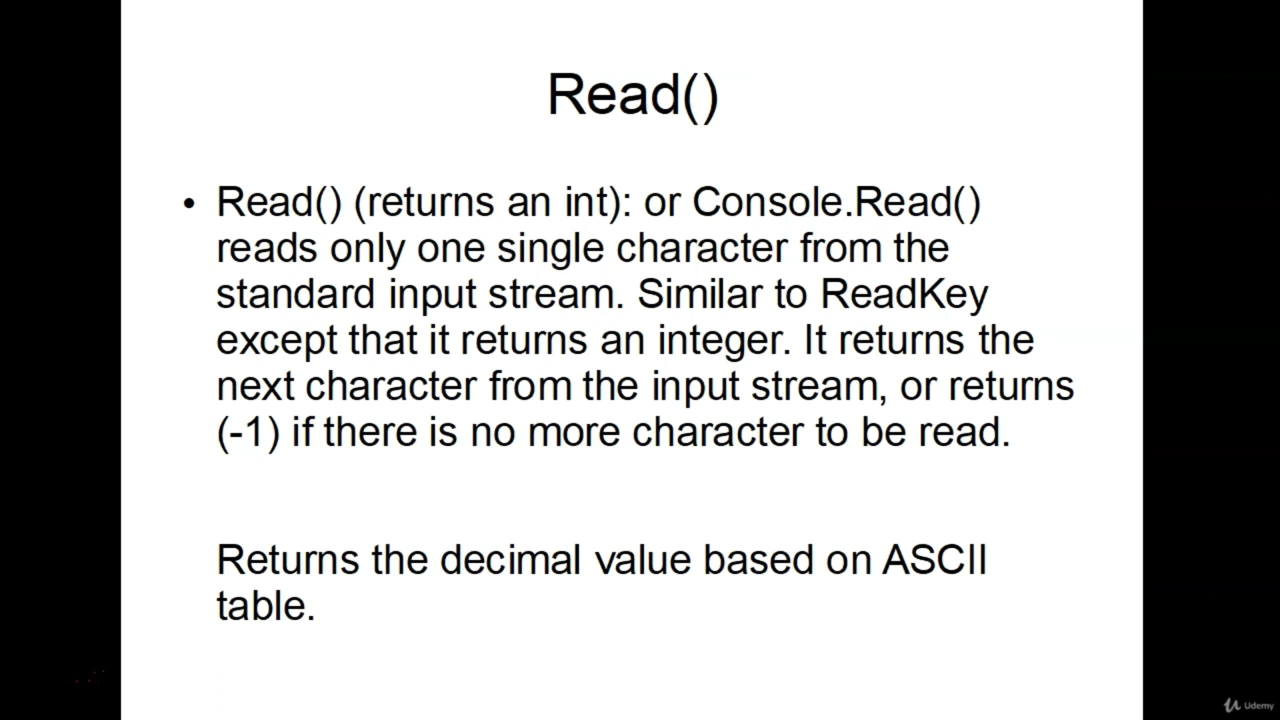 Read()
• Read() (returns an int): or Console.Read()
reads only one single character from the
standard input stream. Similar to ReadKey
except that it returns an integer. It returns the
next character from the input stream, or returns
(-1) if there is no more character to be read.
Returns the decimal value based on ASCII
table.
Udemy